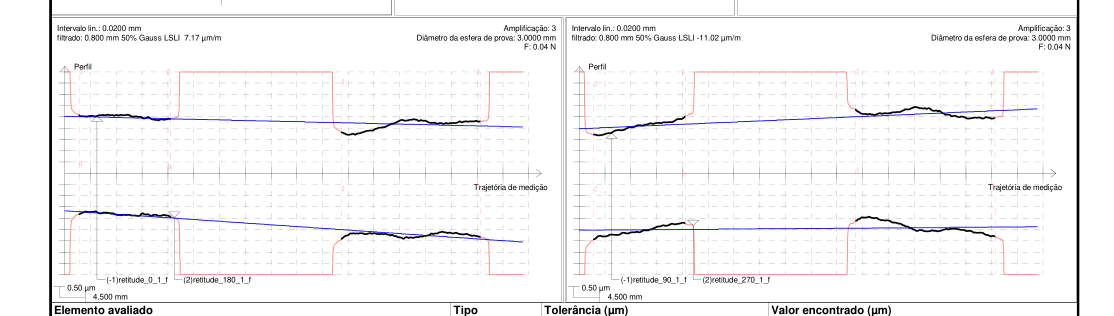 Intervalo lin.: 0.0200 mm
Amplificação: 3
filtrado: 0.800 mm 50% Gauss LSLI  7.17 µm/m
Diâmetro da esfera de prova: 3.0000 mm
F: 0.04 N
Perfil
Trajetória de medição
(-1)retitude_0_1_f
(2)retitude_180_1_f
0.50 µm
4.500 mm
Intervalo lin.: 0.0200 mm
Amplificação: 3
filtrado: 0.800 mm 50% Gauss LSLI -11.02 µm/m
Diâmetro da esfera de prova: 3.0000 mm
F: 0.04 N
Perfil
Trajetória de medição
(-1)retitude_90_1_f
(2)retitude_270_1_f
0.50 µm
4.500 mm
Elemento avaliado Tipo Tolerância (µm) Valor encontrado (µm)